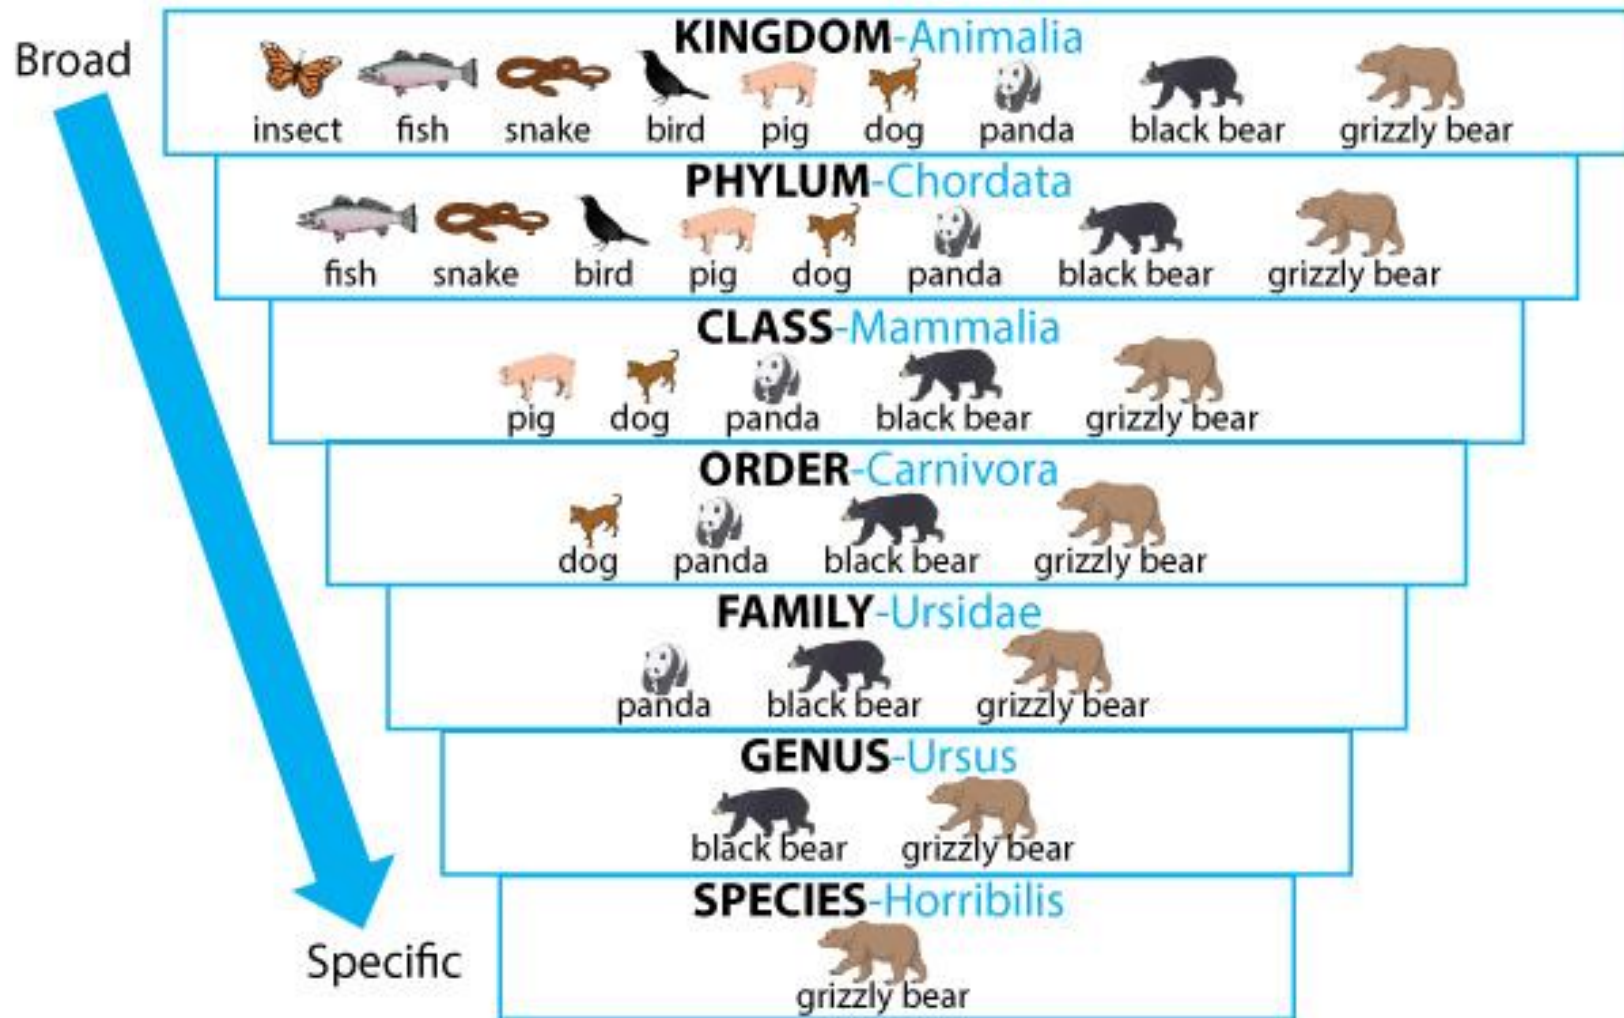 Broad
KINGDOM-Animalia
insect fish snake bird pig dog panda black bear grizzly bear
PHYLUM-Chordata
fish snake bird pig dog panda black bear grizzly bear
CLASS-Mammalia
pig dog panda black bear grizzly bear
ORDER-Carnivora
dog panda black bear grizzly bear
FAMILY-Ursidae
panda black bear grizzly bear
GENUS-Ursus
black bear grizzly bear
SPECIES-Horribilis
Specific
grizzly bear